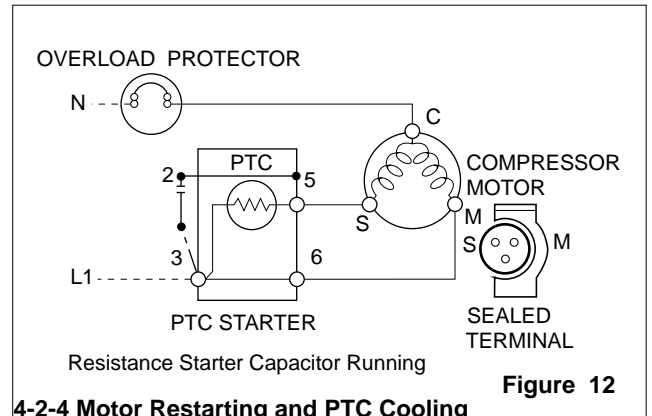 OVERLOAD PROTECTOR
N
C
PTC
2
5
COMPRESSOR
MOTOR
S
M
S
M
3
6
L1
SEALED
TERMINAL
PTC STARTER
Resistance Starter Capacitor Running
Figure 12
4-2-4 Motor Restarting and PTC Cooling